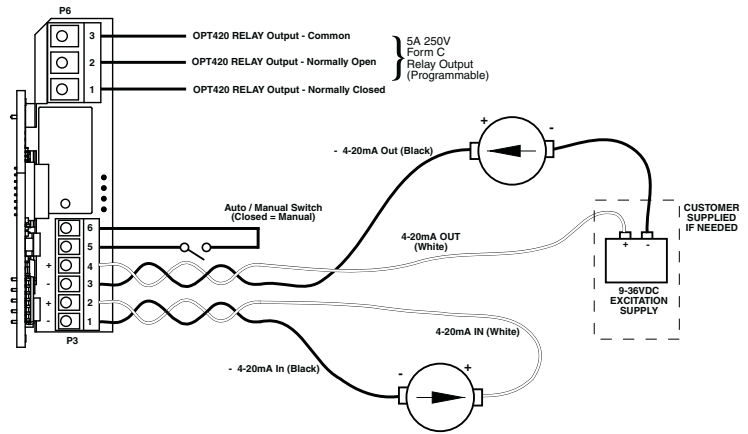 P6
3
OPT420 RELAY Output - Common
2
OPT420 RELAY Output - Normally Open
1
OPT420 RELAY Output - Normally Closed
5A 250V
Form C
Relay Output
(Programmable)
+
-
- 4-20mA Out (Black)
Auto / Manual Switch
(Closed = Manual)
6
5
+ 4
- 3
+ 2
- 1
P3
4-20mA OUT
(White)
CUSTOMER
SUPPLIED
IF NEEDED
+ -
9-36VDC
EXCITATION
SUPPLY
4-20mA IN (White)
- 4-20mA In (Black)
-
+